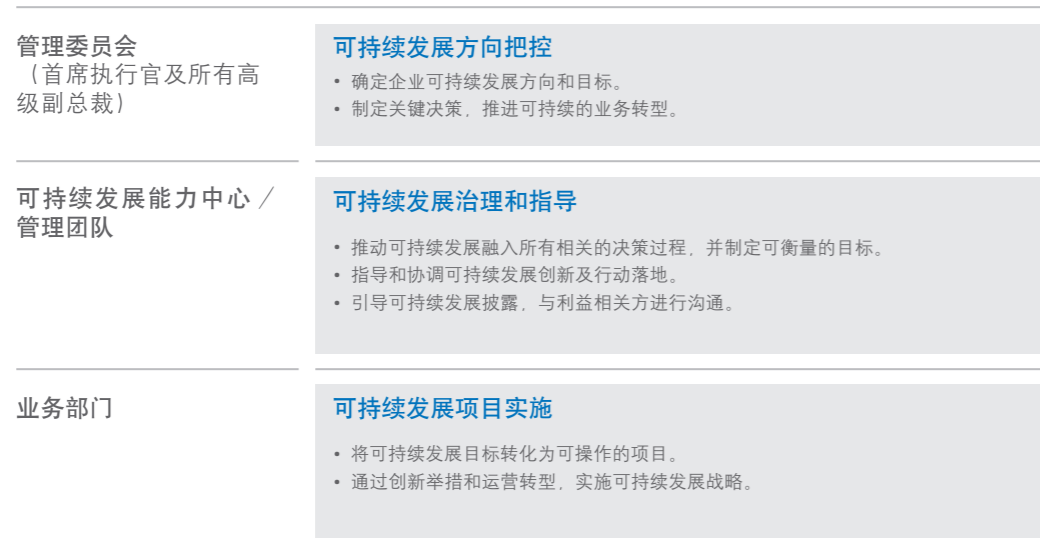 管理委员会
（首席执行官及所有高
级副总裁）
可持续发展方向把控
• 确定企业可持续发展方向和目标。
• 制定关键决策，推进可持续的业务转型。
可持续发展能力中心／
管理团队
可持续发展治理和指导
• 推动可持续发展融入所有相关的决策过程，并制定可衡量的目标。
• 指导和协调可持续发展创新及行动落地。
• 引导可持续发展披露，与利益相关方进行沟通。
业务部门
可持续发展项目实施
• 将可持续发展目标转化为可操作的项目。
• 通过创新举措和运营转型，实施可持续发展战略。